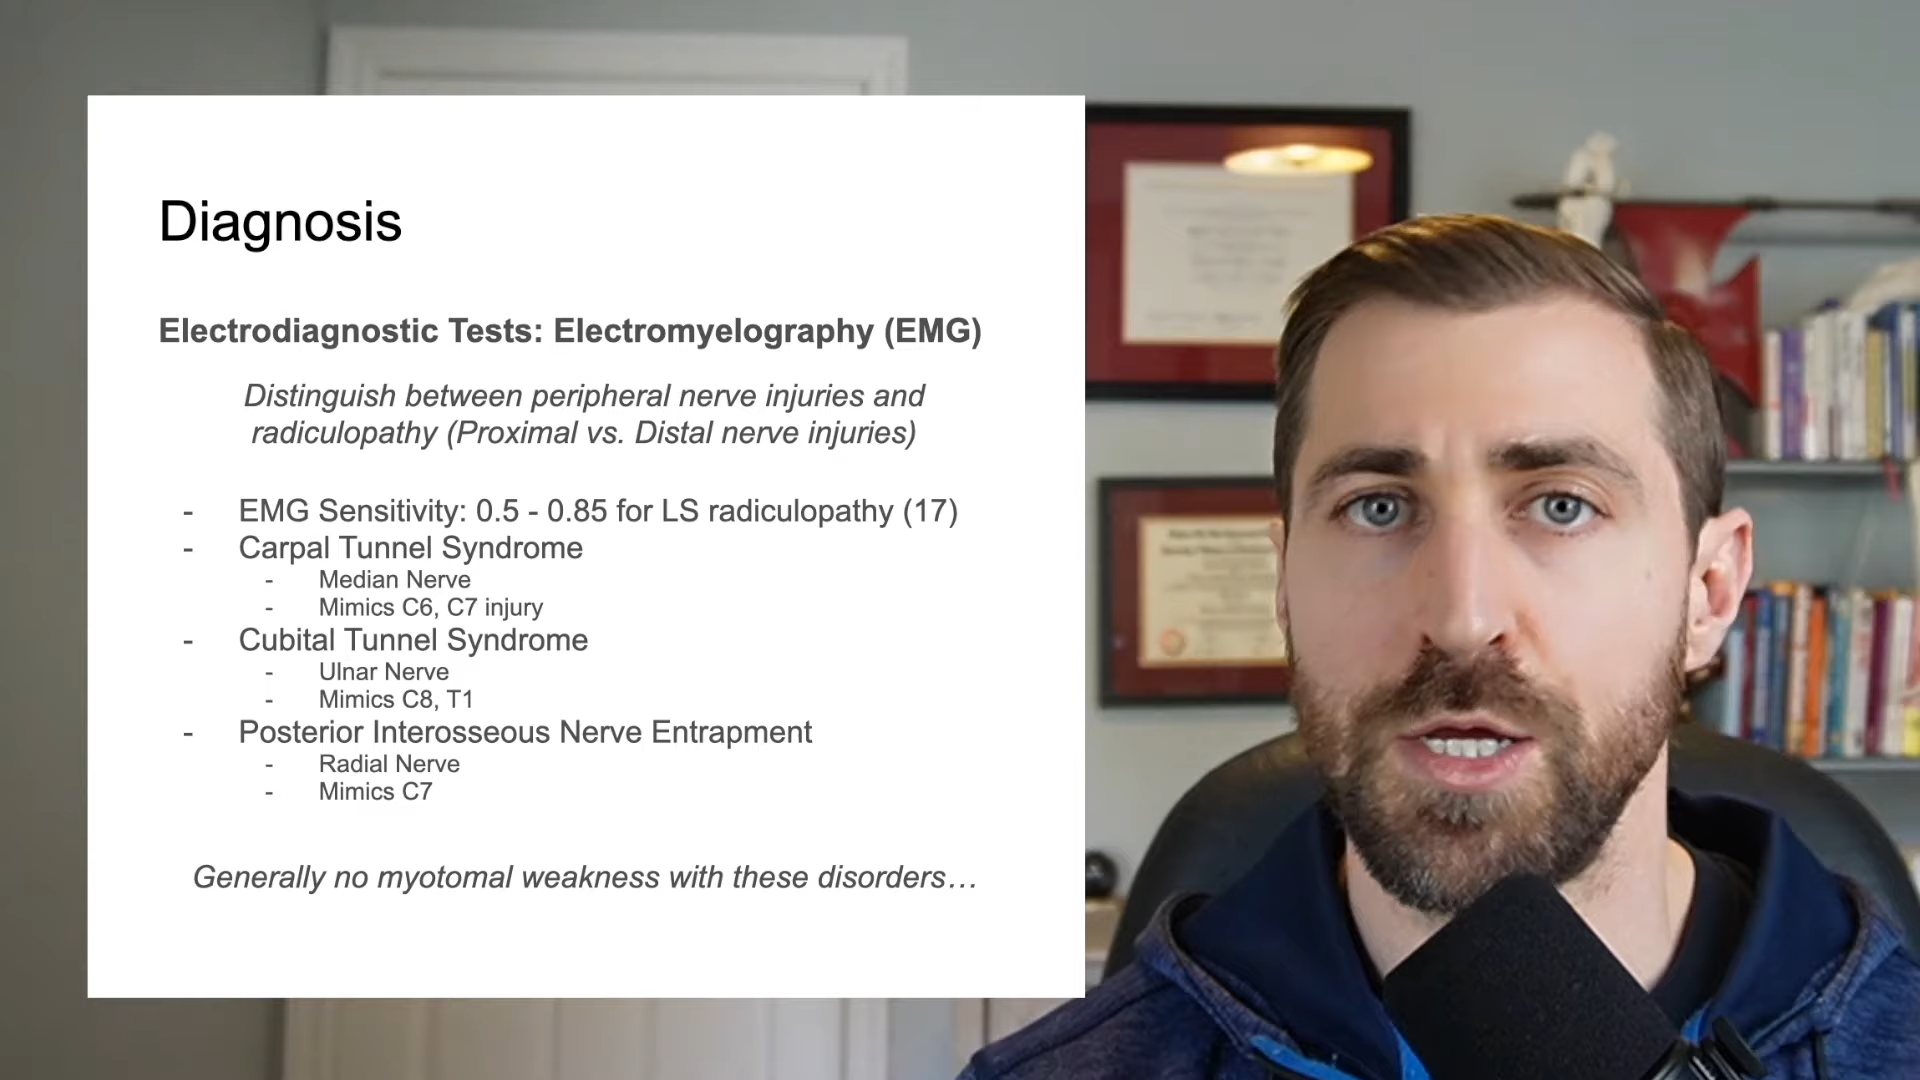 Diagnosis
Electrodiagnostic Tests: Electromyelography (EMG)
Distinguish between peripheral nerve injuries and
radiculopathy (Proximal vs. Distal nerve injuries)
- EMG Sensitivity: 0.5 - 0.85 for LS radiculopathy (17)
- Carpal Tunnel Syndrome
- Median Nerve
- Mimics C6, C7 injury
- Cubital Tunnel Syndrome
- Ulnar Nerve
- Mimics C8, T1
- Posterior Interosseous Nerve Entrapment
- Radial Nerve
- Mimics C7
Generally no myotomal weakness with these disorders…